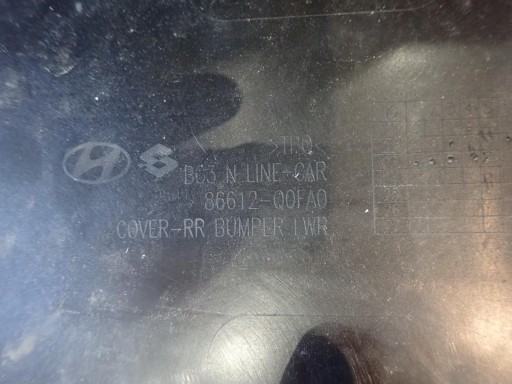 >TPO
BC3 N LINE-CAR
86612-Q0FA0
COVER-RR BUMPER LWR